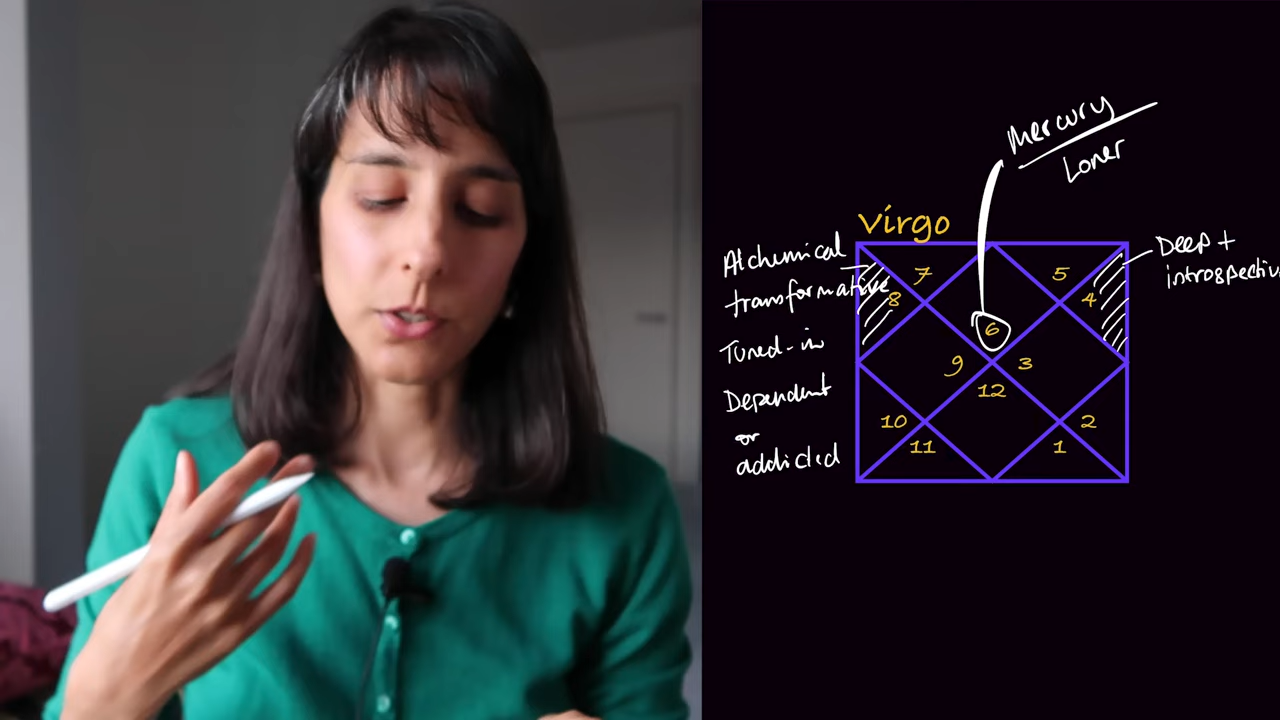 Mercury
Loner
Virgo
Alchemical
transformative
Tuned-in
Dependent
or
addicted
Deep +
introspectiv
7
5
8
4
6
9
3
12
10
2
11
1